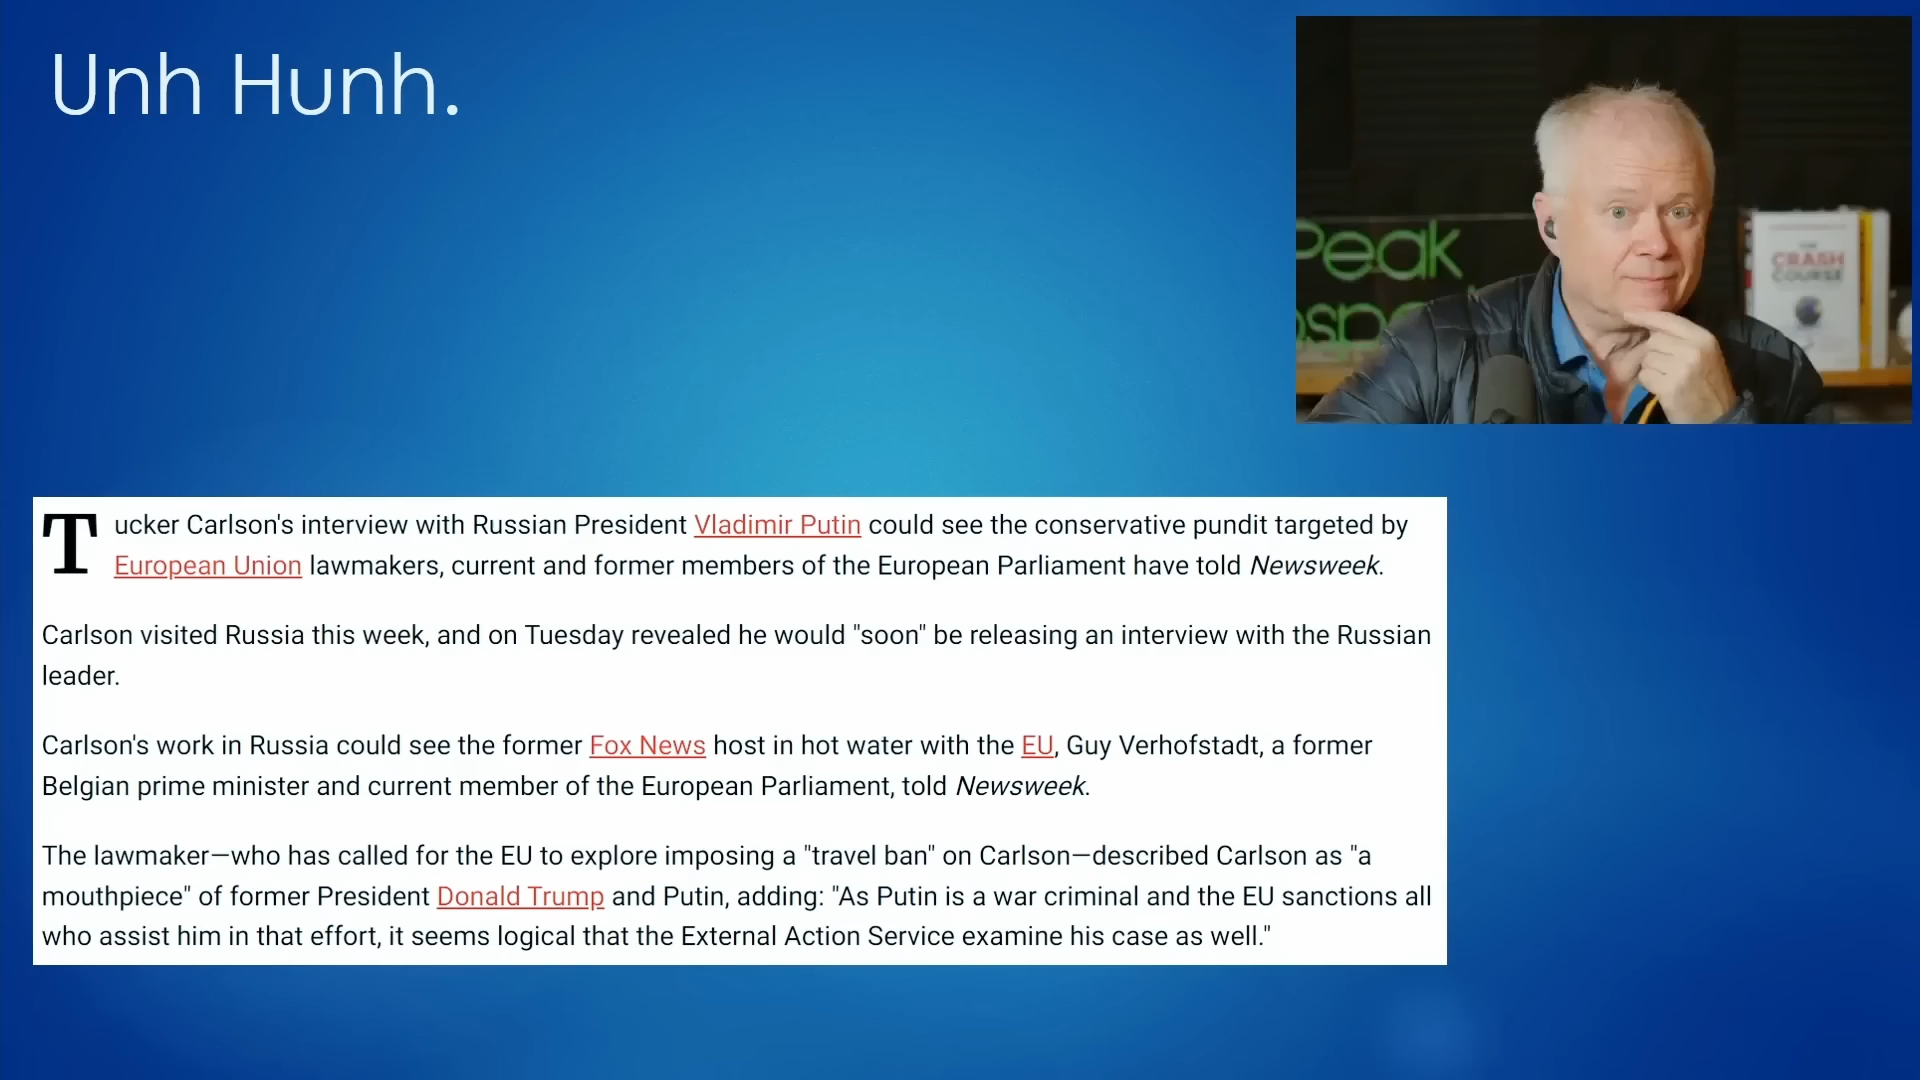 Unh Hunh.
Peak
CRASH
COURSE
Tucker Carlson's interview with Russian President Vladimir Putin could see the conservative pundit targeted by
European Union lawmakers, current and former members of the European Parliament have told Newsweek.
Carlson visited Russia this week, and on Tuesday revealed he would "soon" be releasing an interview with the Russian
leader.
Carlson's work in Russia could see the former Fox News host in hot water with the EU, Guy Verhofstadt, a former
Belgian prime minister and current member of the European Parliament, told Newsweek.
The lawmaker—who has called for the EU to explore imposing a "travel ban" on Carlson—described Carlson as "a
mouthpiece" of former President Donald Trump and Putin, adding: "As Putin is a war criminal and the EU sanctions all
who assist him in that effort, it seems logical that the External Action Service examine his case as well."